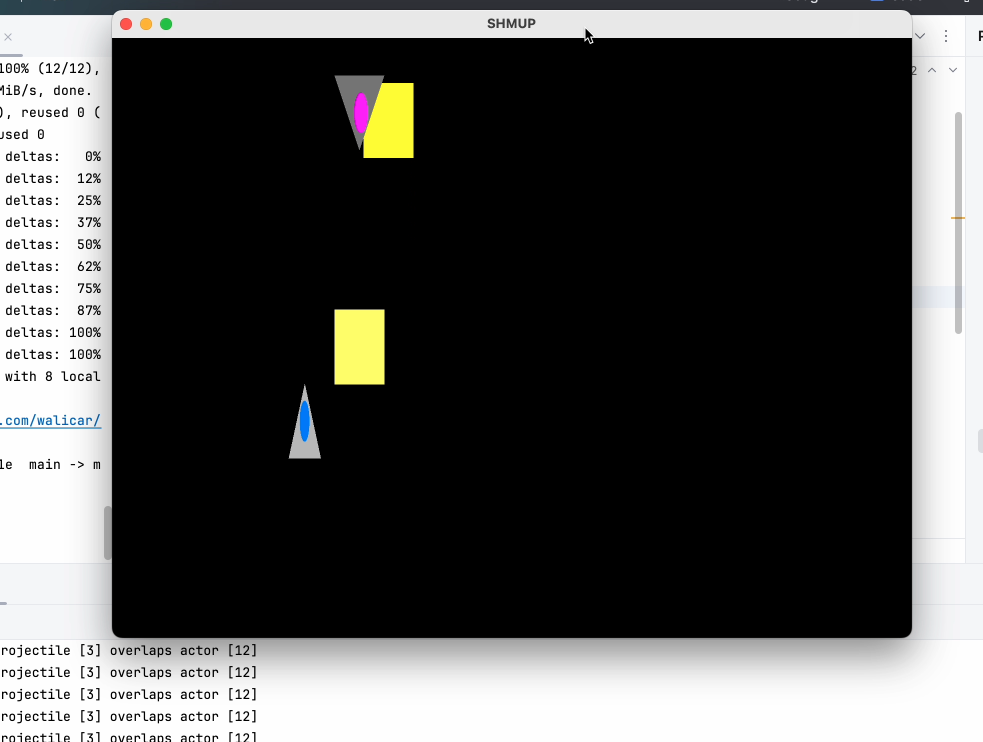 SHMUP
100% (12/12),
MiB/s, done.
), reused 0 (
used 0
deltas:   0%
deltas:  12%
deltas:  25%
deltas:  37%
deltas:  50%
deltas:  62%
deltas:  75%
deltas:  87%
deltas: 100%
deltas: 100%
with 8 local
.com/walicar/
le  main -> m
2
rojectile [3] overlaps actor [12]
rojectile [3] overlaps actor [12]
rojectile [3] overlaps actor [12]
rojectile [3] overlaps actor [12]
rojectile [3] overlaps actor [12]